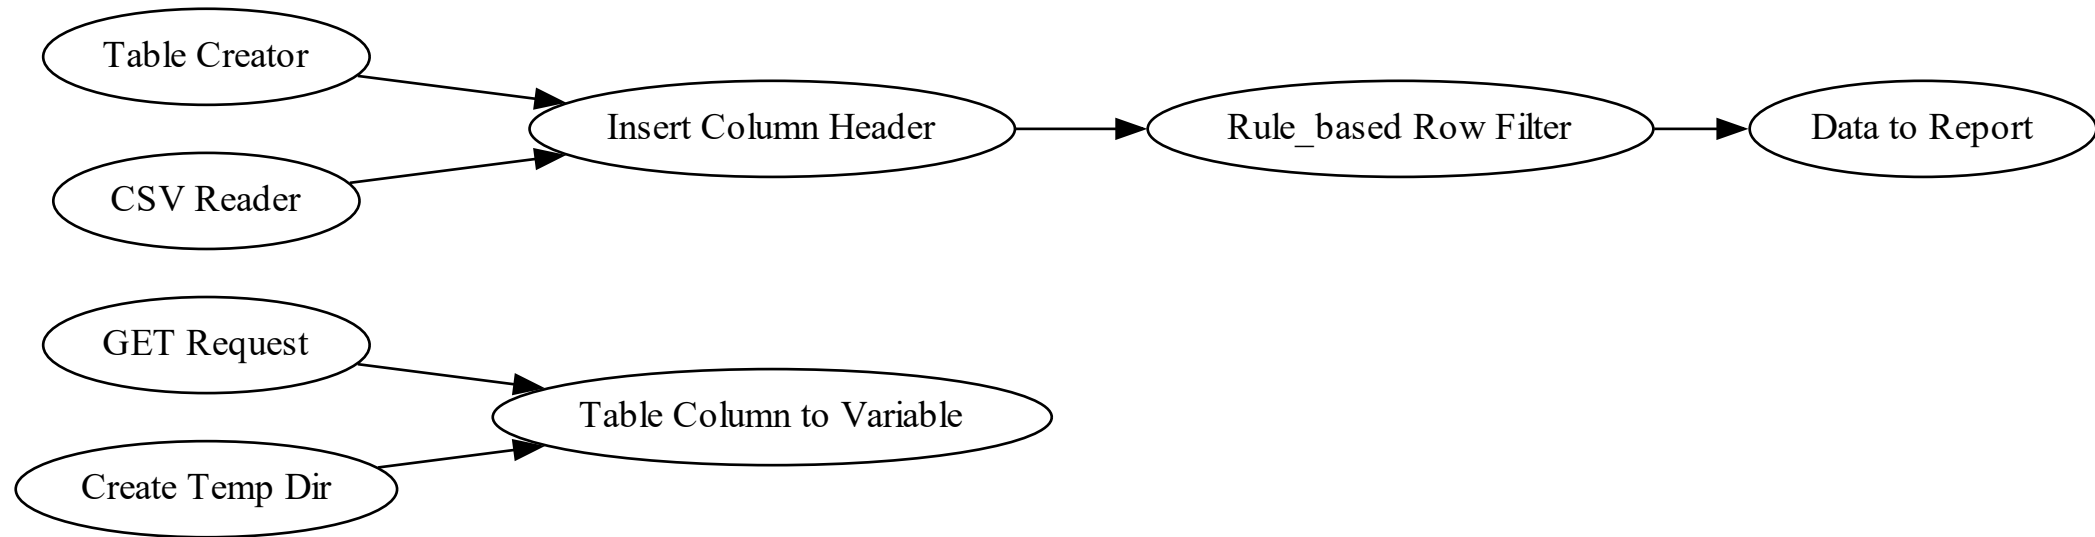 Table Creator
CSV Reader
Insert Column Header
Rule_based Row Filter
Data to Report
GET Request
Create Temp Dir
Table Column to Variable